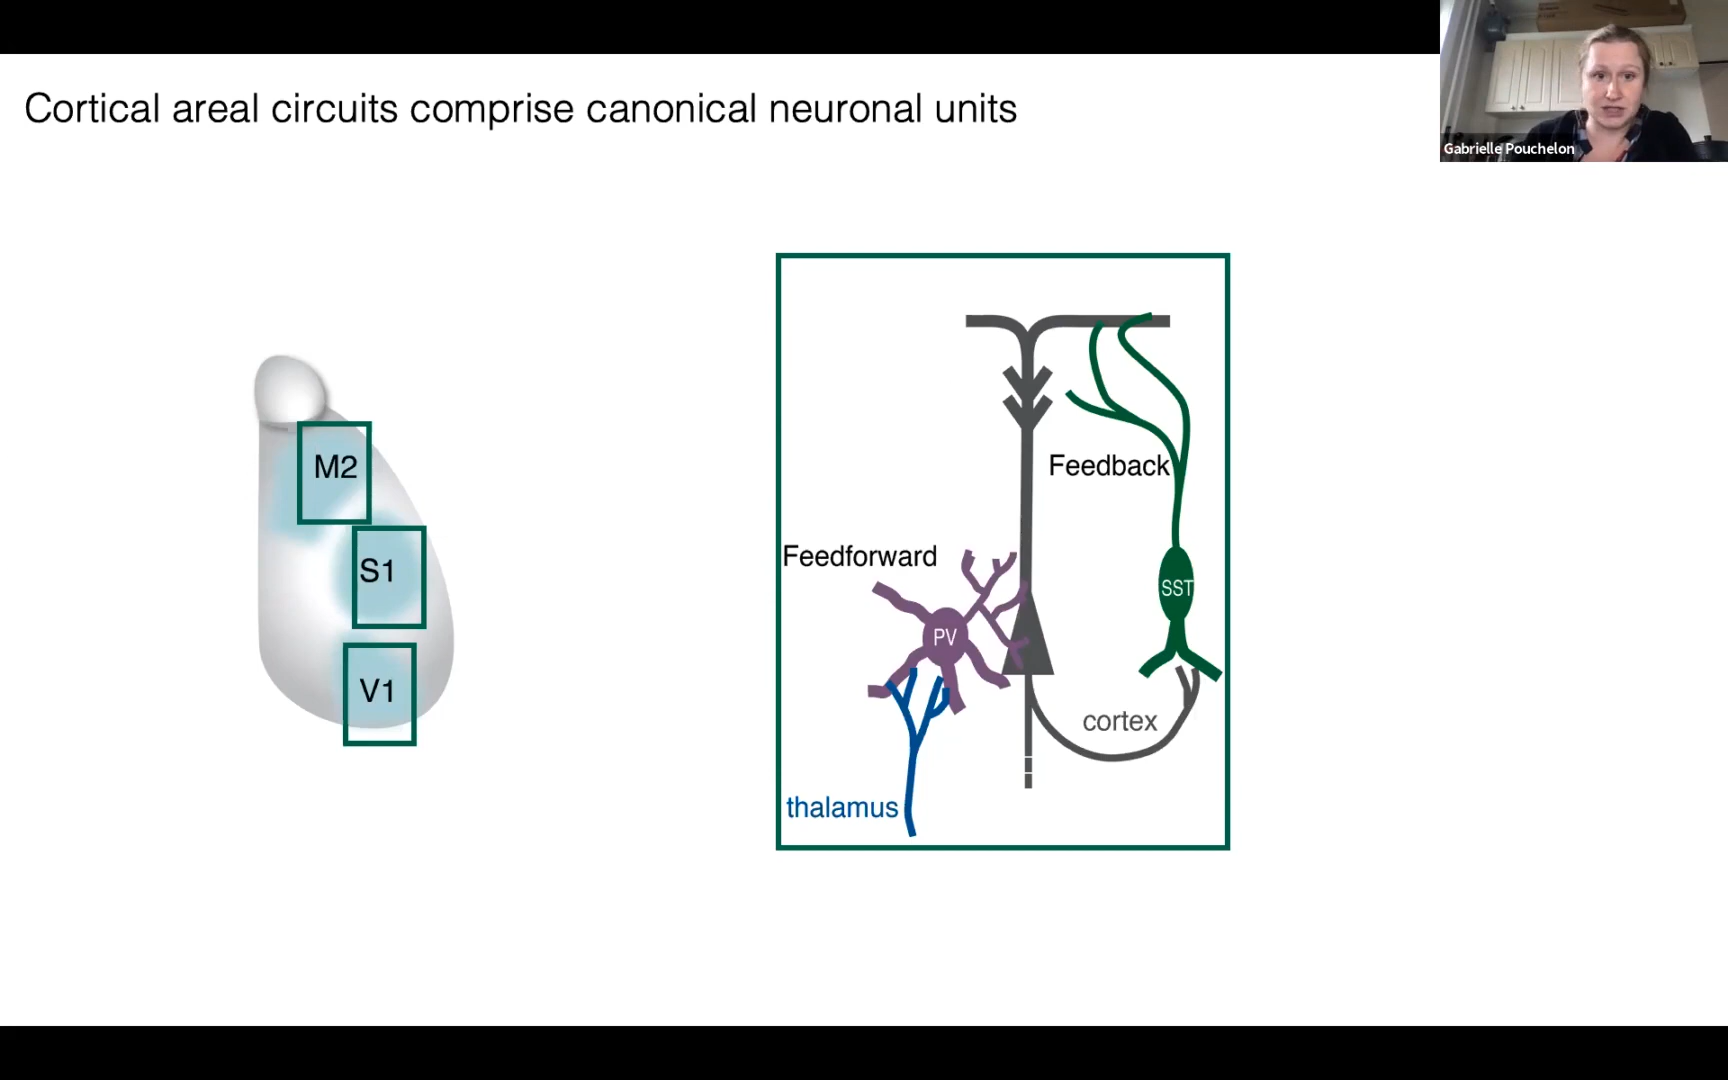 Cortical areal circuits comprise canonical neuronal units
Gabrielle Pouchelon
M2
S1
V1
Feedback
Feedforward
SST
PV
cortex
thalamus